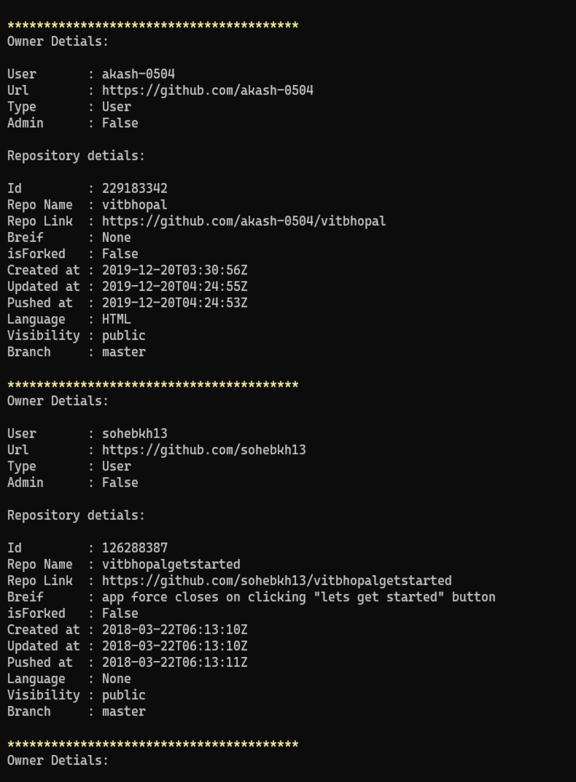 ****************************************
Owner Detials:
User : akash-0504
Url : https://github.com/akash-0504
Type : User
Admin : False
Repository detials:
Id : 229183342
Repo Name : vitbhopal
Repo Link : https://github.com/akash-0504/vitbhopal
Breif : None
isForked : False
Created at : 2019-12-20T03:30:56Z
Updated at : 2019-12-20T04:24:55Z
Pushed at : 2019-12-20T04:24:53Z
Language : HTML
Visibility : public
Branch : master
****************************************
Owner Detials:
User : sohebkh13
Url : https://github.com/sohebkh13
Type : User
Admin : False
Repository detials:
Id : 126288387
Repo Name : vitbhopalgetstarted
Repo Link : https://github.com/sohebkh13/vitbhopalgetstarted
Breif : app force closes on clicking "lets get started" button
isForked : False
Created at : 2018-03-22T06:13:10Z
Updated at : 2018-03-22T06:13:10Z
Pushed at : 2018-03-22T06:13:11Z
Language : None
Visibility : public
Branch : master
****************************************
Owner Detials: